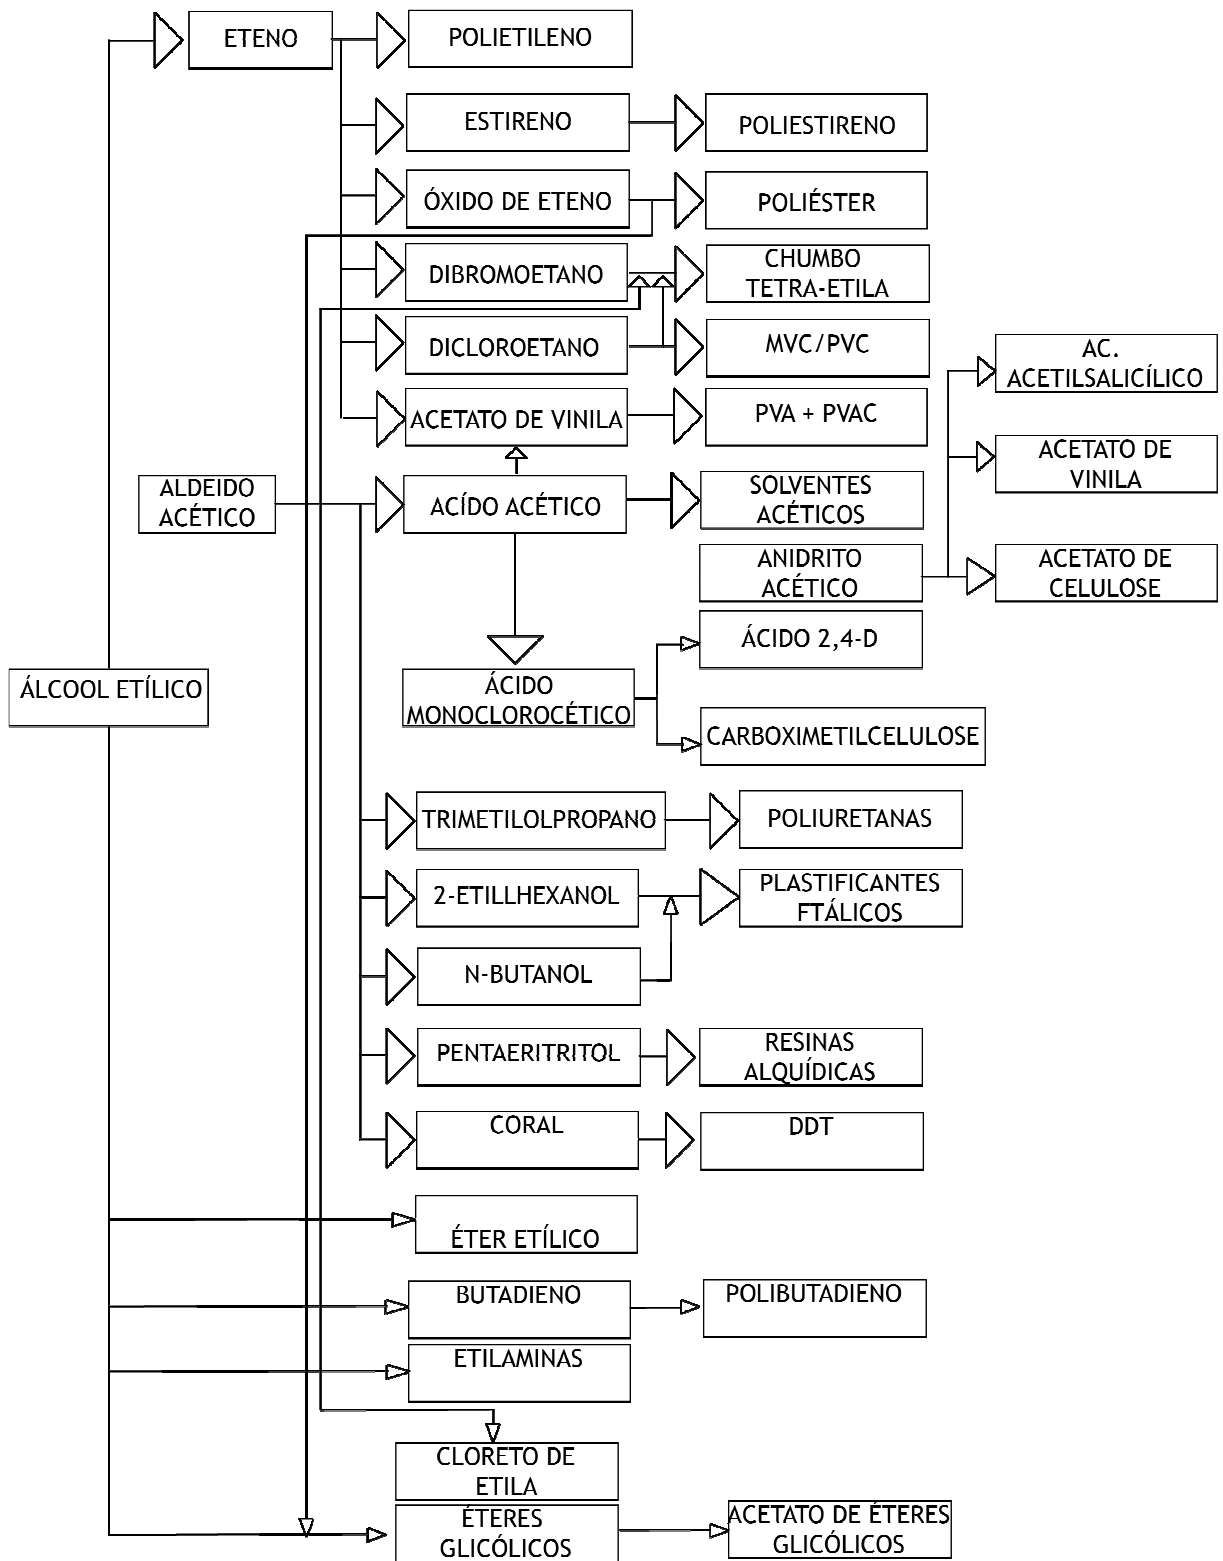 ETENO
POLIETILENO
ESTIRENO
POLIESTIRENO
ÓXIDO DE ETENO
POLIÉSTER
DIBROMOETANO
CHUMBO
TETRA-ETILA
DICLOROETANO
MVC/PVC
AC.
ACETILSALICÍLICO
ACETATO DE VINILA
PVA + PVAC
ACETATO DE
VINILA
ALDEIDO
ACÉTICO
ACÍDO ACÉTICO
SOLVENTES
ACÉTICOS
ANIDRITO
ACÉTICO
ACETATO DE
CELULOSE
ÁCIDO 2,4-D
ÁLCOOL ETÍLICO
ÁCIDO
MONOCLOROCÉTICO
CARBOXIMETILCELULOSE
TRIMETILOLPROPANO
POLIURETANAS
2-ETILLHEXANOL
PLASTIFICANTES
FTÁLICOS
N-BUTANOL
PENTAERITRITOL
RESINAS
ALQUÍDICAS
CORAL
DDT
ÉTER ETÍLICO
BUTADIENO
POLIBUTADIENO
ETILAMINAS
CLORETO DE
ETILA
ÉTERES
GLICÓLICOS
ACETATO DE ÉTERES
GLICÓLICOS